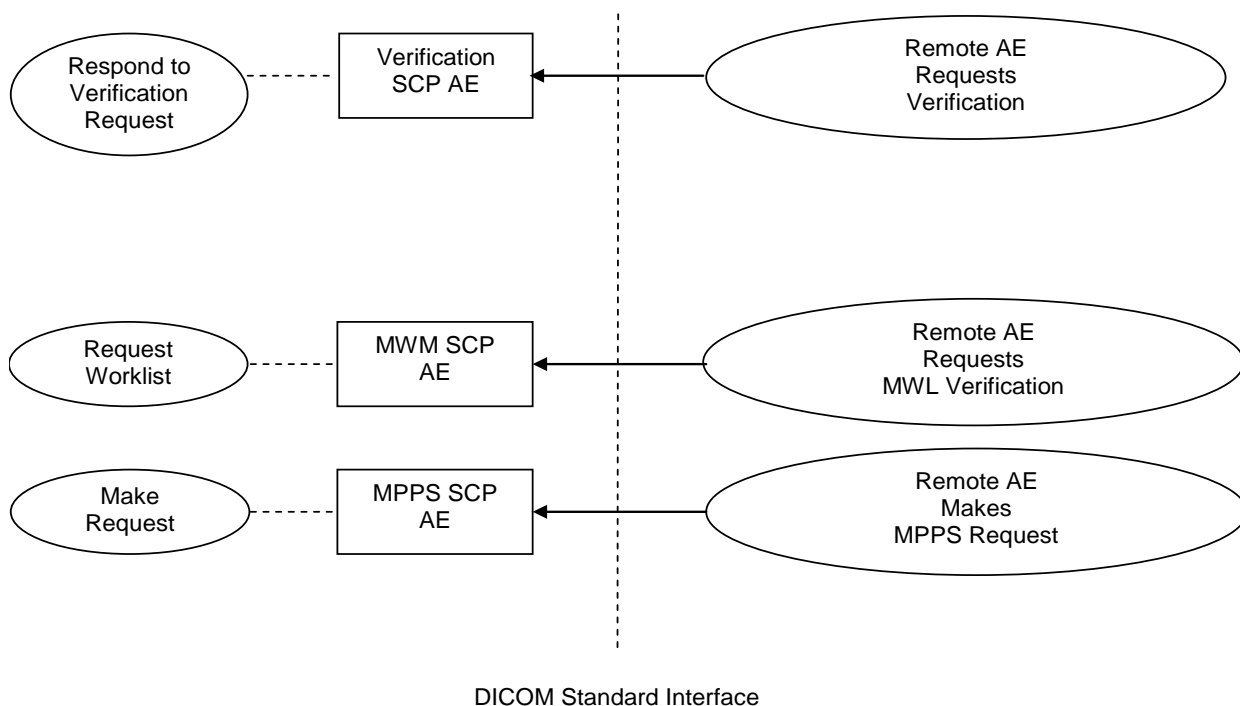 Respond to
Verification
Request
Verification
SCP AE
Remote AE
Requests
Verification
Request
Worklist
MWM SCP
AE
Remote AE
Requests
MWL Verification
Make
Request
MPPS SCP
AE
Remote AE
Makes
MPPS Request
DICOM Standard Interface